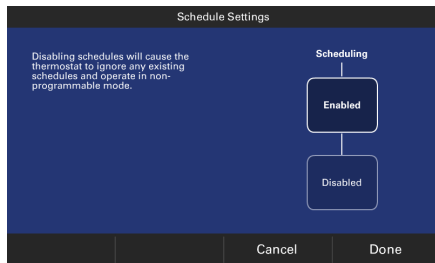 Schedule Settings
Disabling schedules will cause the
thermostat to ignore any existing
schedules and operate in non-
programmable mode.
Scheduling
Enabled
Disabled
Cancel
Done